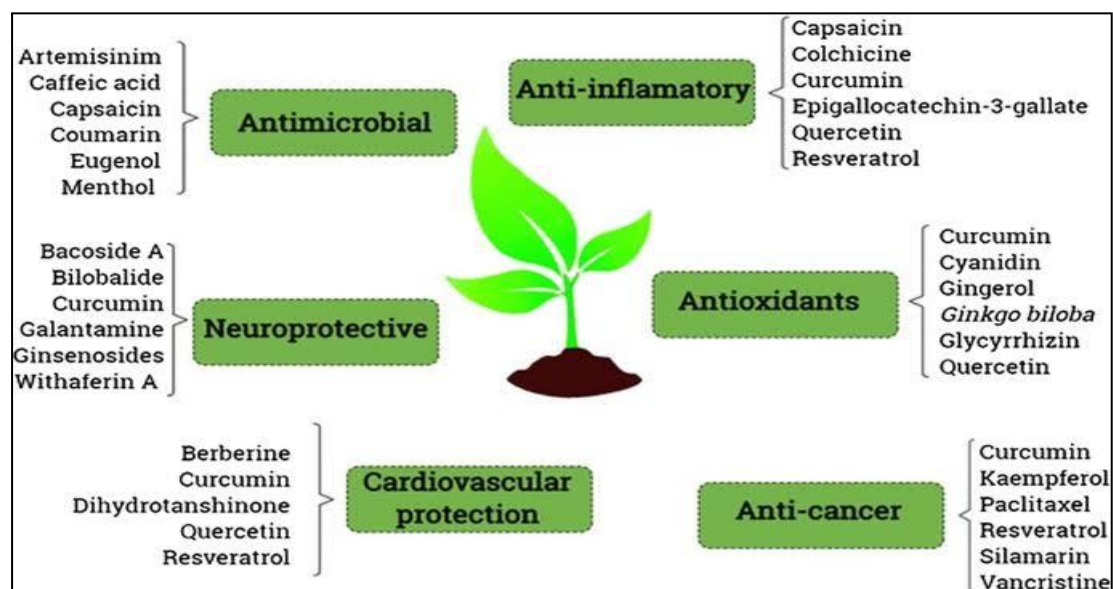 Artemisinim
Caffeic acid
Capsaicin
Coumarin
Eugenol
Menthol
Antimicrobial
Anti-inflamatory
Capsaicin
Colchicine
Curcumin
Epigallocatechin-3-gallate
Quercetin
Resveratrol
Bacoside A
Bilobalide
Curcumin
Galantamine
Ginsenosides
Withaferin A
Neuroprotective
Antioxidants
Curcumin
Cyanidin
Gingerol
Ginkgo biloba
Glycyrrhizin
Quercetin
Berberine
Curcumin
Dihydrotanshinone
Quercetin
Resveratrol
Cardiovascular
protection
Anti-cancer
Curcumin
Kaempferol
Paclitaxel
Resveratrol
Silamarin
Vancristine